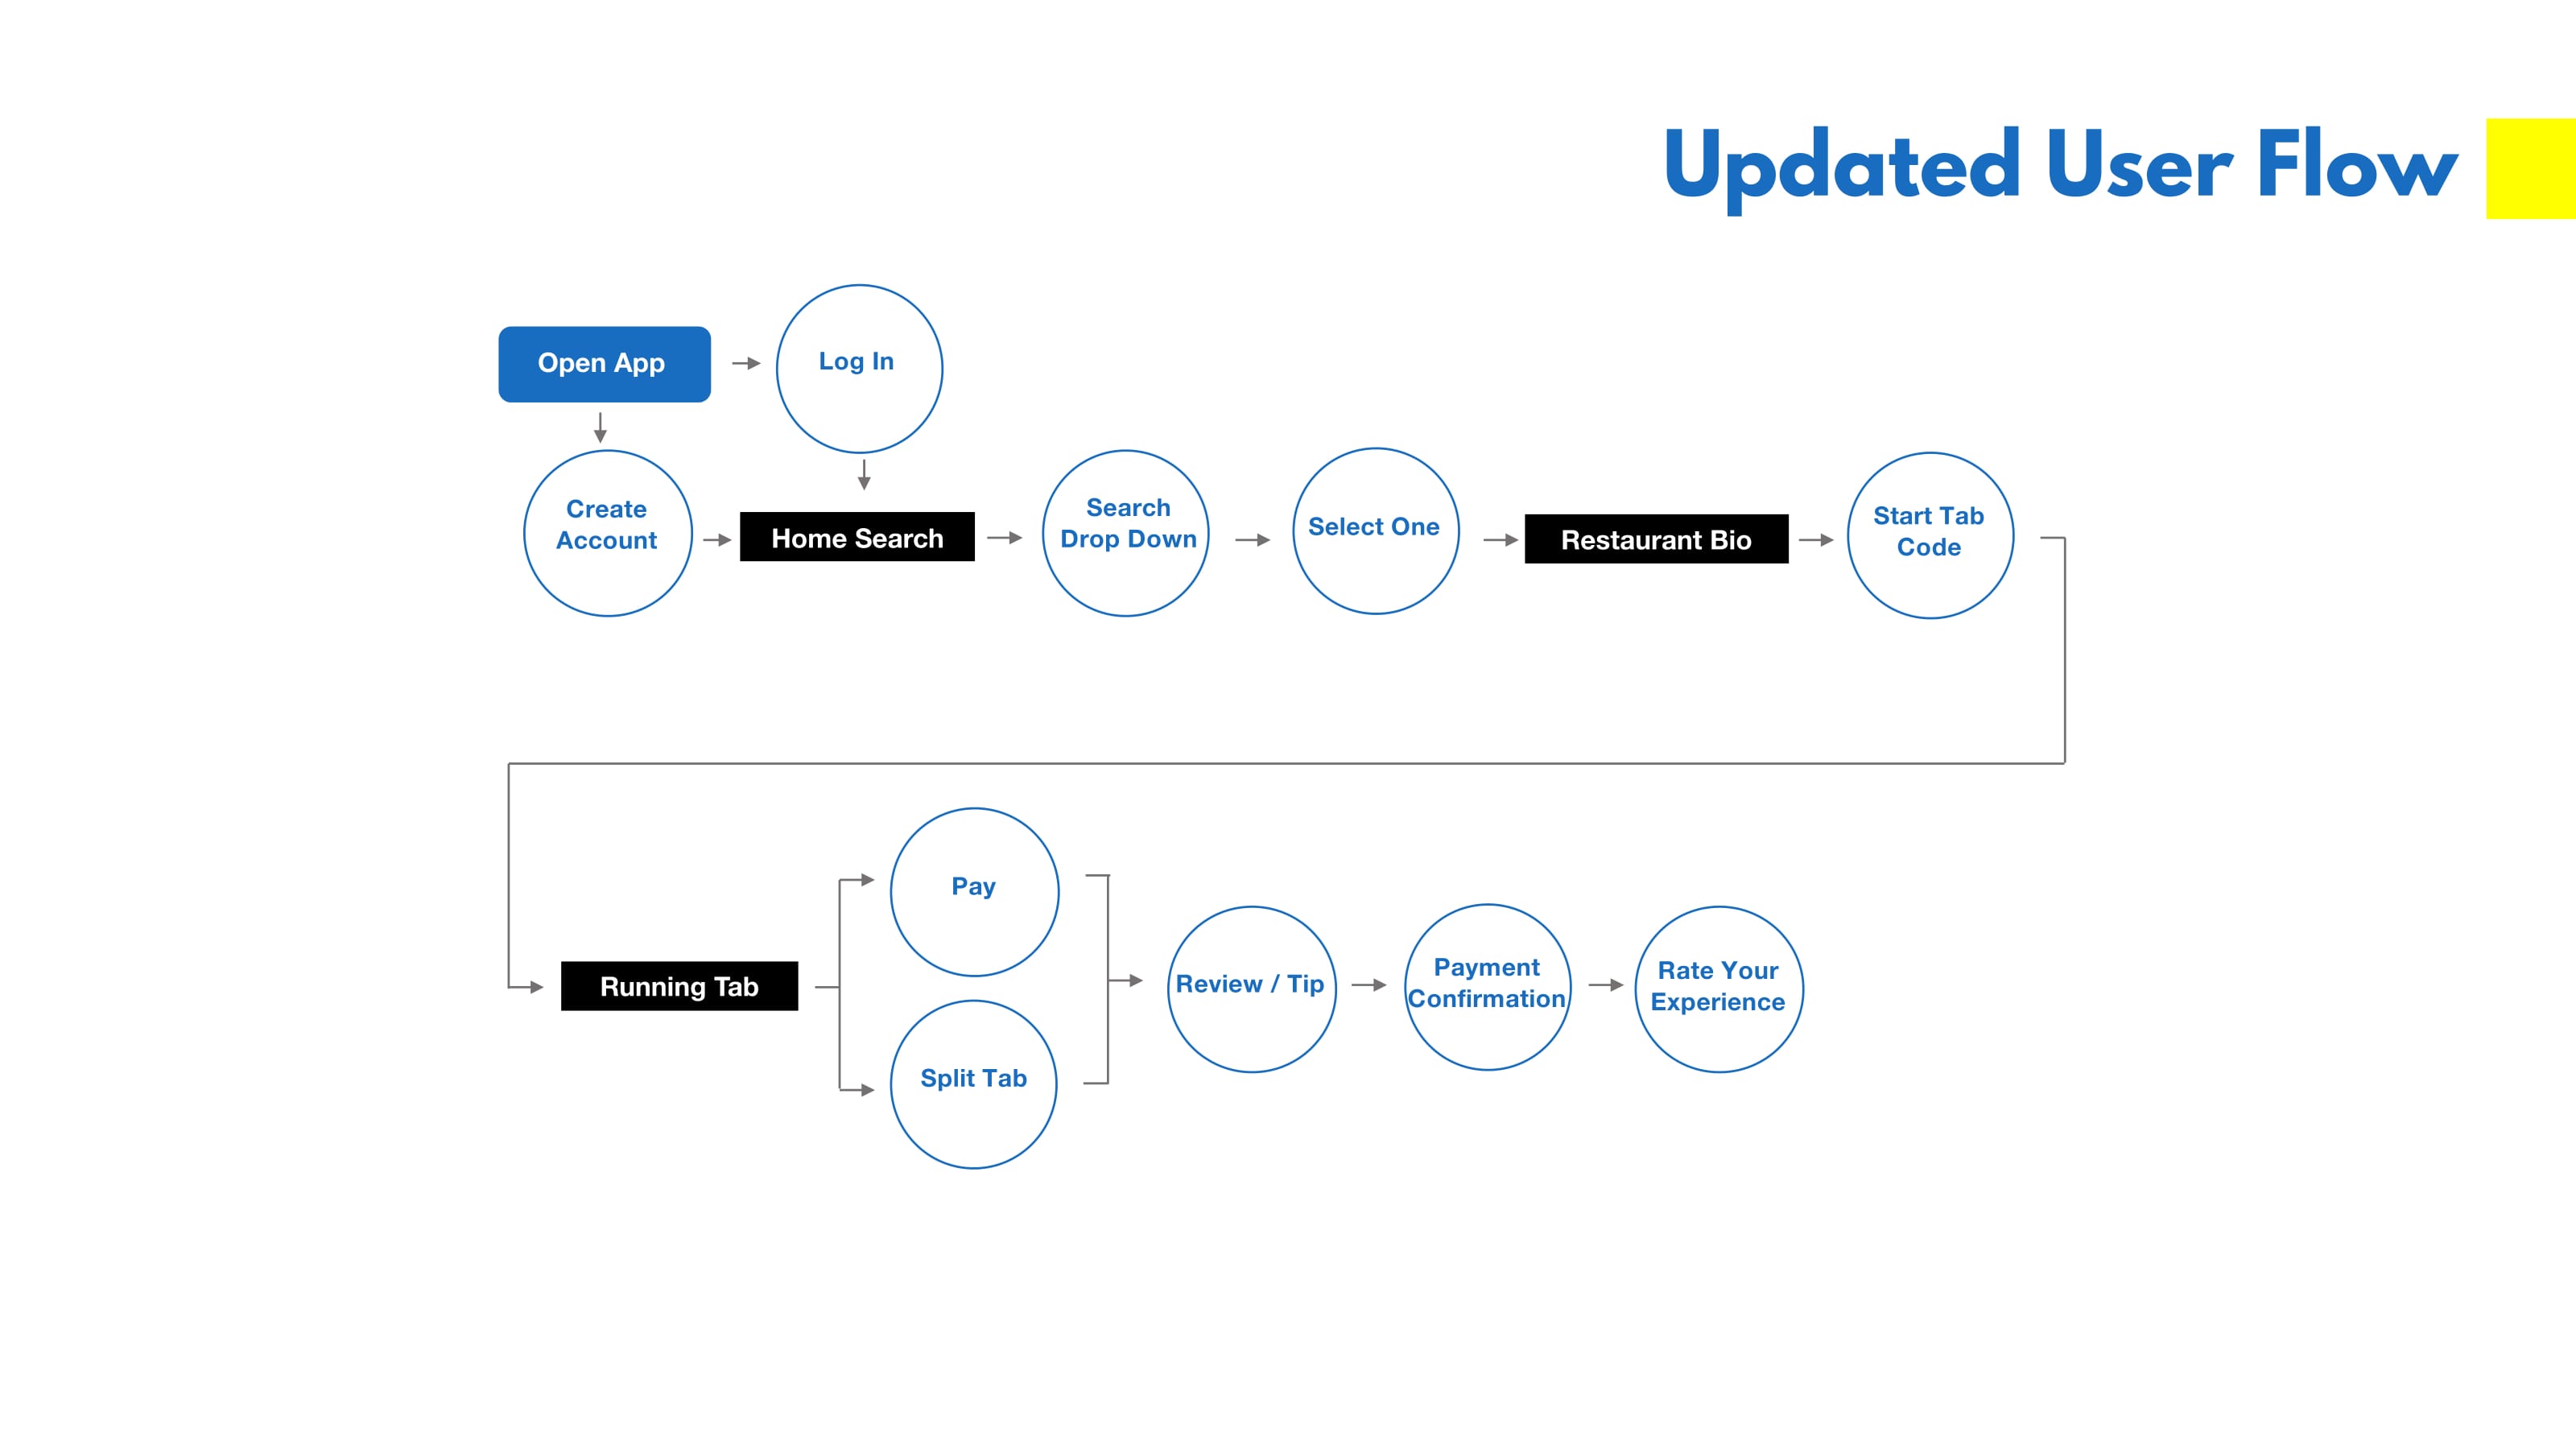 Updated User Flow
Open App
Log In
Create
Account
Home Search
Search
Drop Down
Select One
Restaurant Bio
Start Tab
Code
Running Tab
Pay
Split Tab
Review / Tip
Payment
Confirmation
Rate Your
Experience